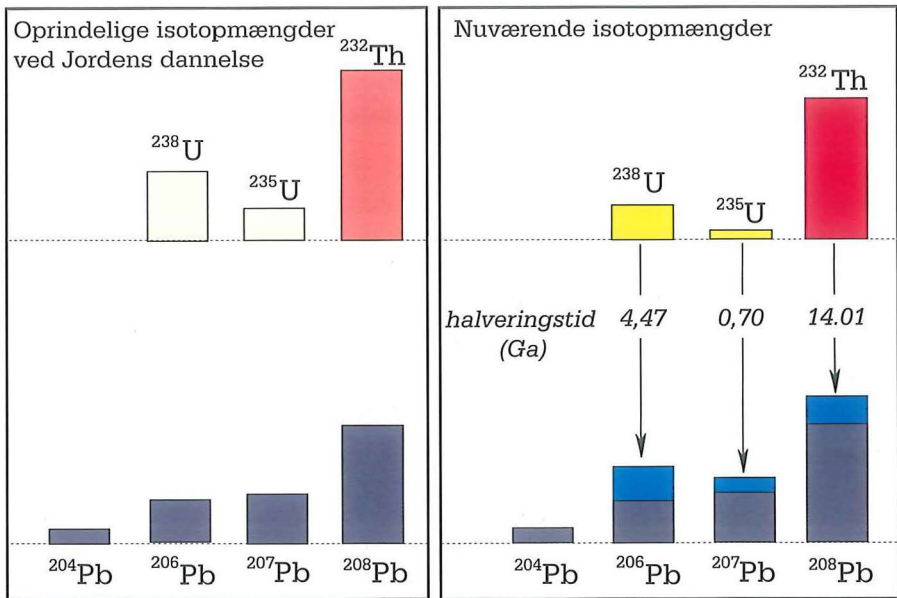 Oprindelige isotopmængder
ved Jordens dannelse
²³²Th
²³⁸U
²³⁵U
²⁰⁴Pb ²⁰⁶Pb ²⁰⁷Pb ²⁰⁸Pb
Nuværende isotopmængder
²³²Th
²³⁸U
²³⁵U
halveringstid 4,47 0,70 14.01
(Ga)
²⁰⁴Pb ²⁰⁶Pb ²⁰⁷Pb ²⁰⁸Pb